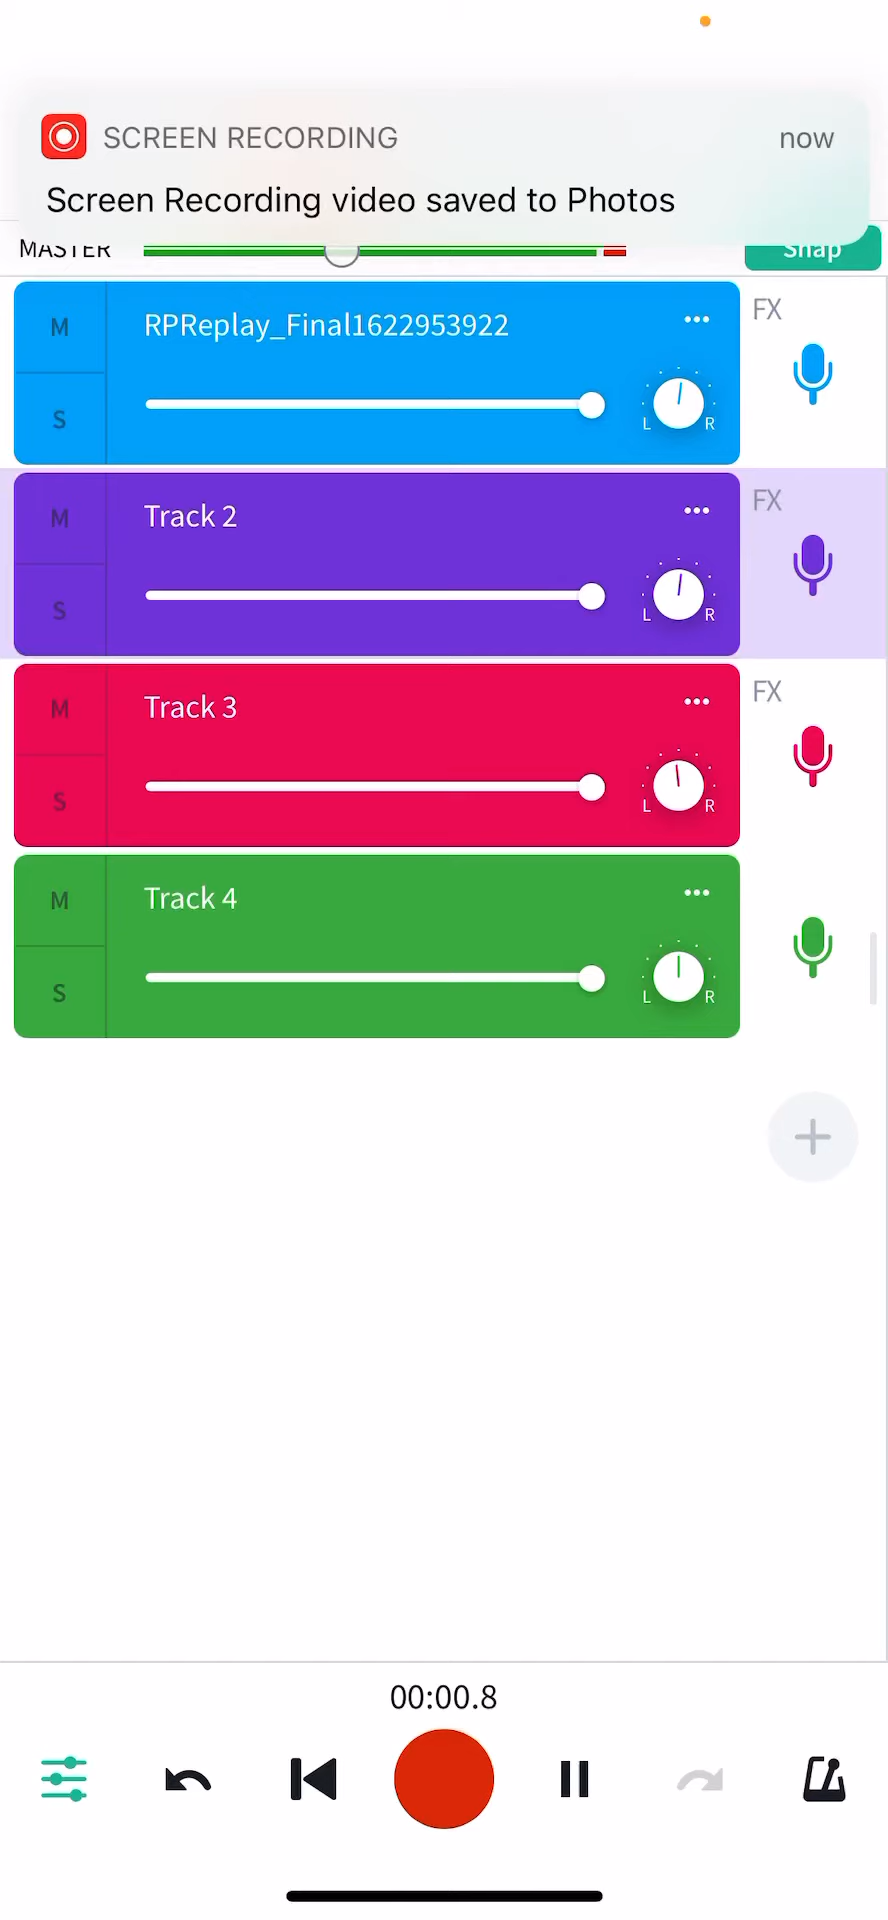 SCREEN RECORDING now
Screen Recording video saved to Photos
MASTER Snap
M RPReplay_Final1622953922 FX
S L R
M Track 2 FX
S L R
M Track 3 FX
S L R
M Track 4
S L R
00:00.8